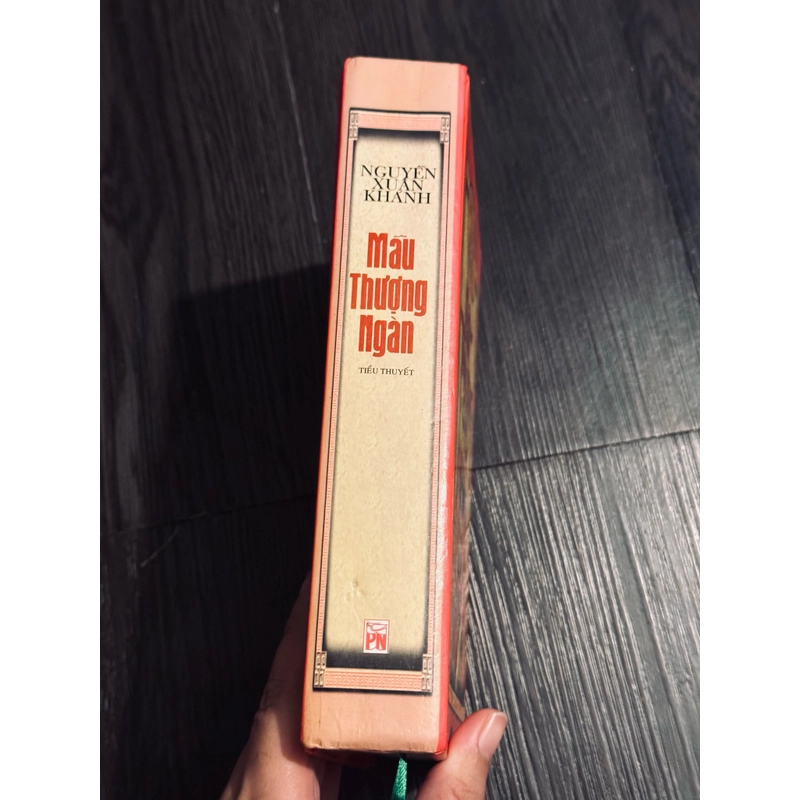 NGUYỄN
XUÂN
KHÁNH
Mẫu
Thượng
Ngàn
TIỂU THUYẾT
PN